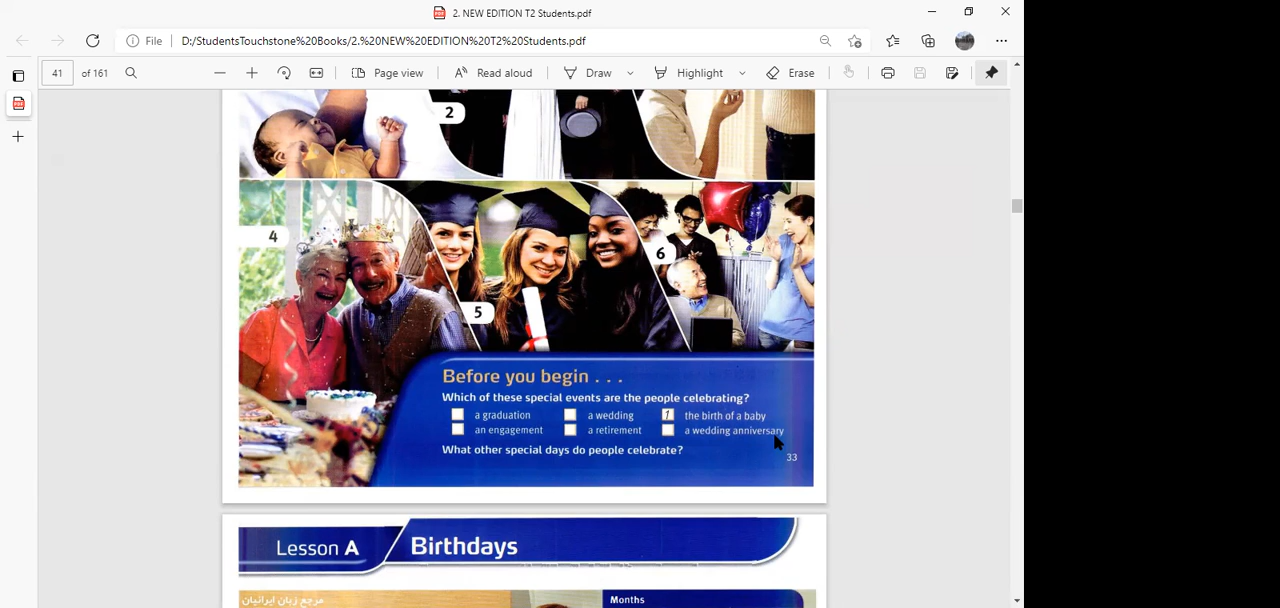 2. NEW EDITION T2 Students.pdf
File D:/StudentsTouchstone%20Books/2.%20NEW%20EDITION%20T2%20Students.pdf
41 of 161 Page view Read aloud Draw Highlight Erase
2
4
6
5
Before you begin . . .
Which of these special events are the people celebrating?
a graduation a wedding 1 the birth of a baby
an engagement a retirement a wedding anniversary
What other special days do people celebrate?
33
Lesson A Birthdays
مرجع زبان ایرانیان
Months